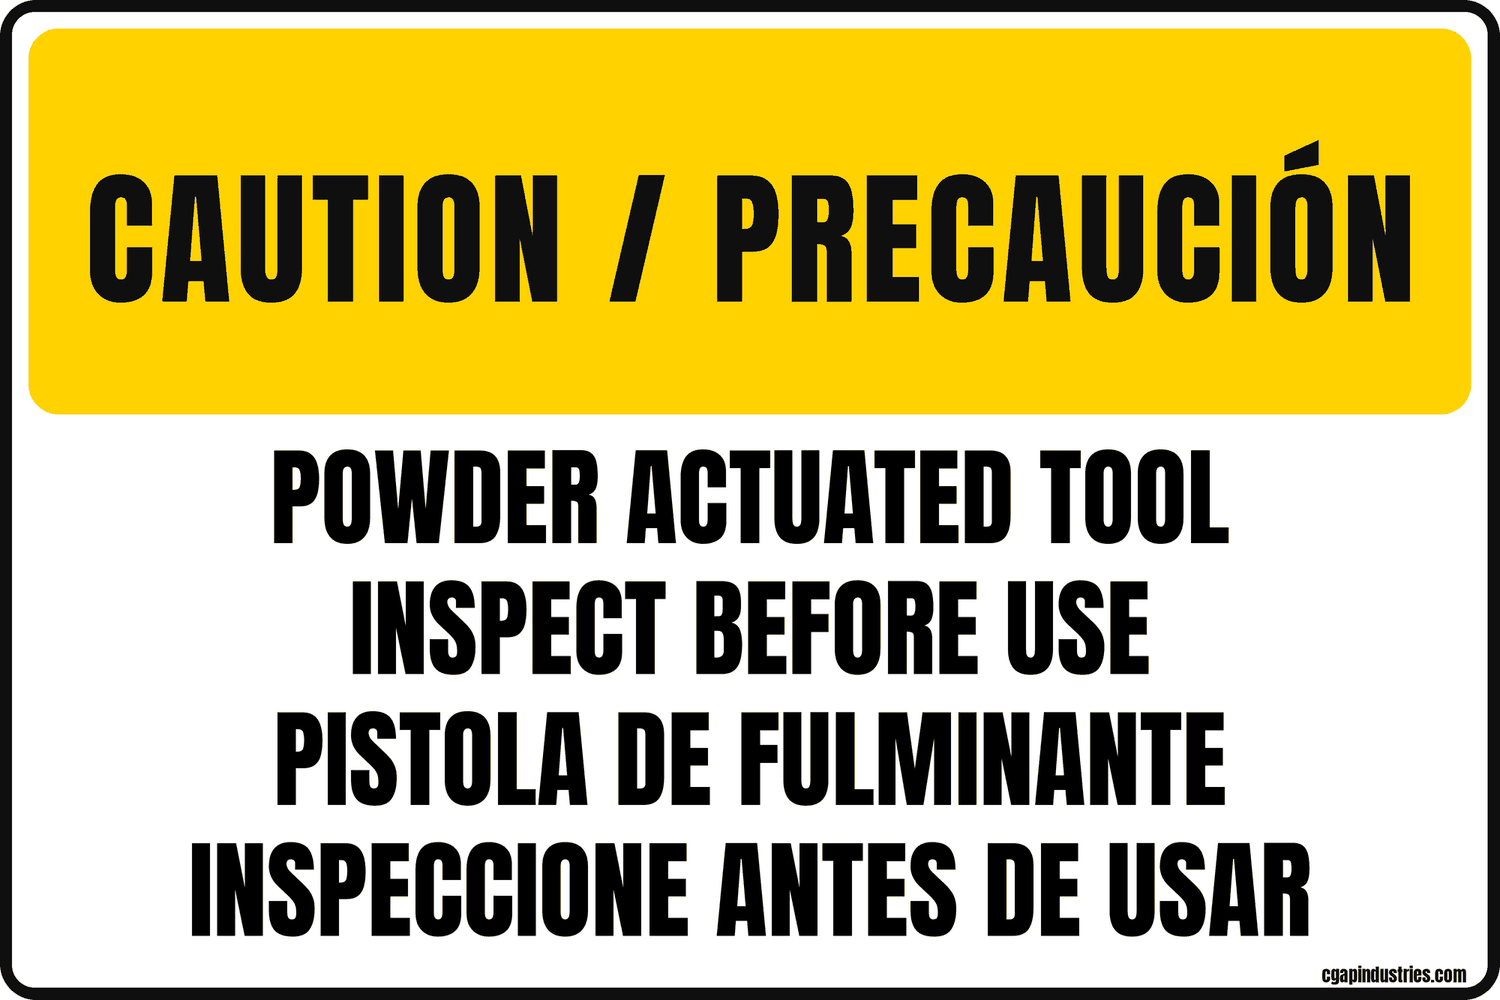 CAUTION / PRECAUCIÓN
POWDER ACTUATED TOOL
INSPECT BEFORE USE
PISTOLA DE FULMINANTE
INSPECCIONE ANTES DE USAR
cgapindustries.com